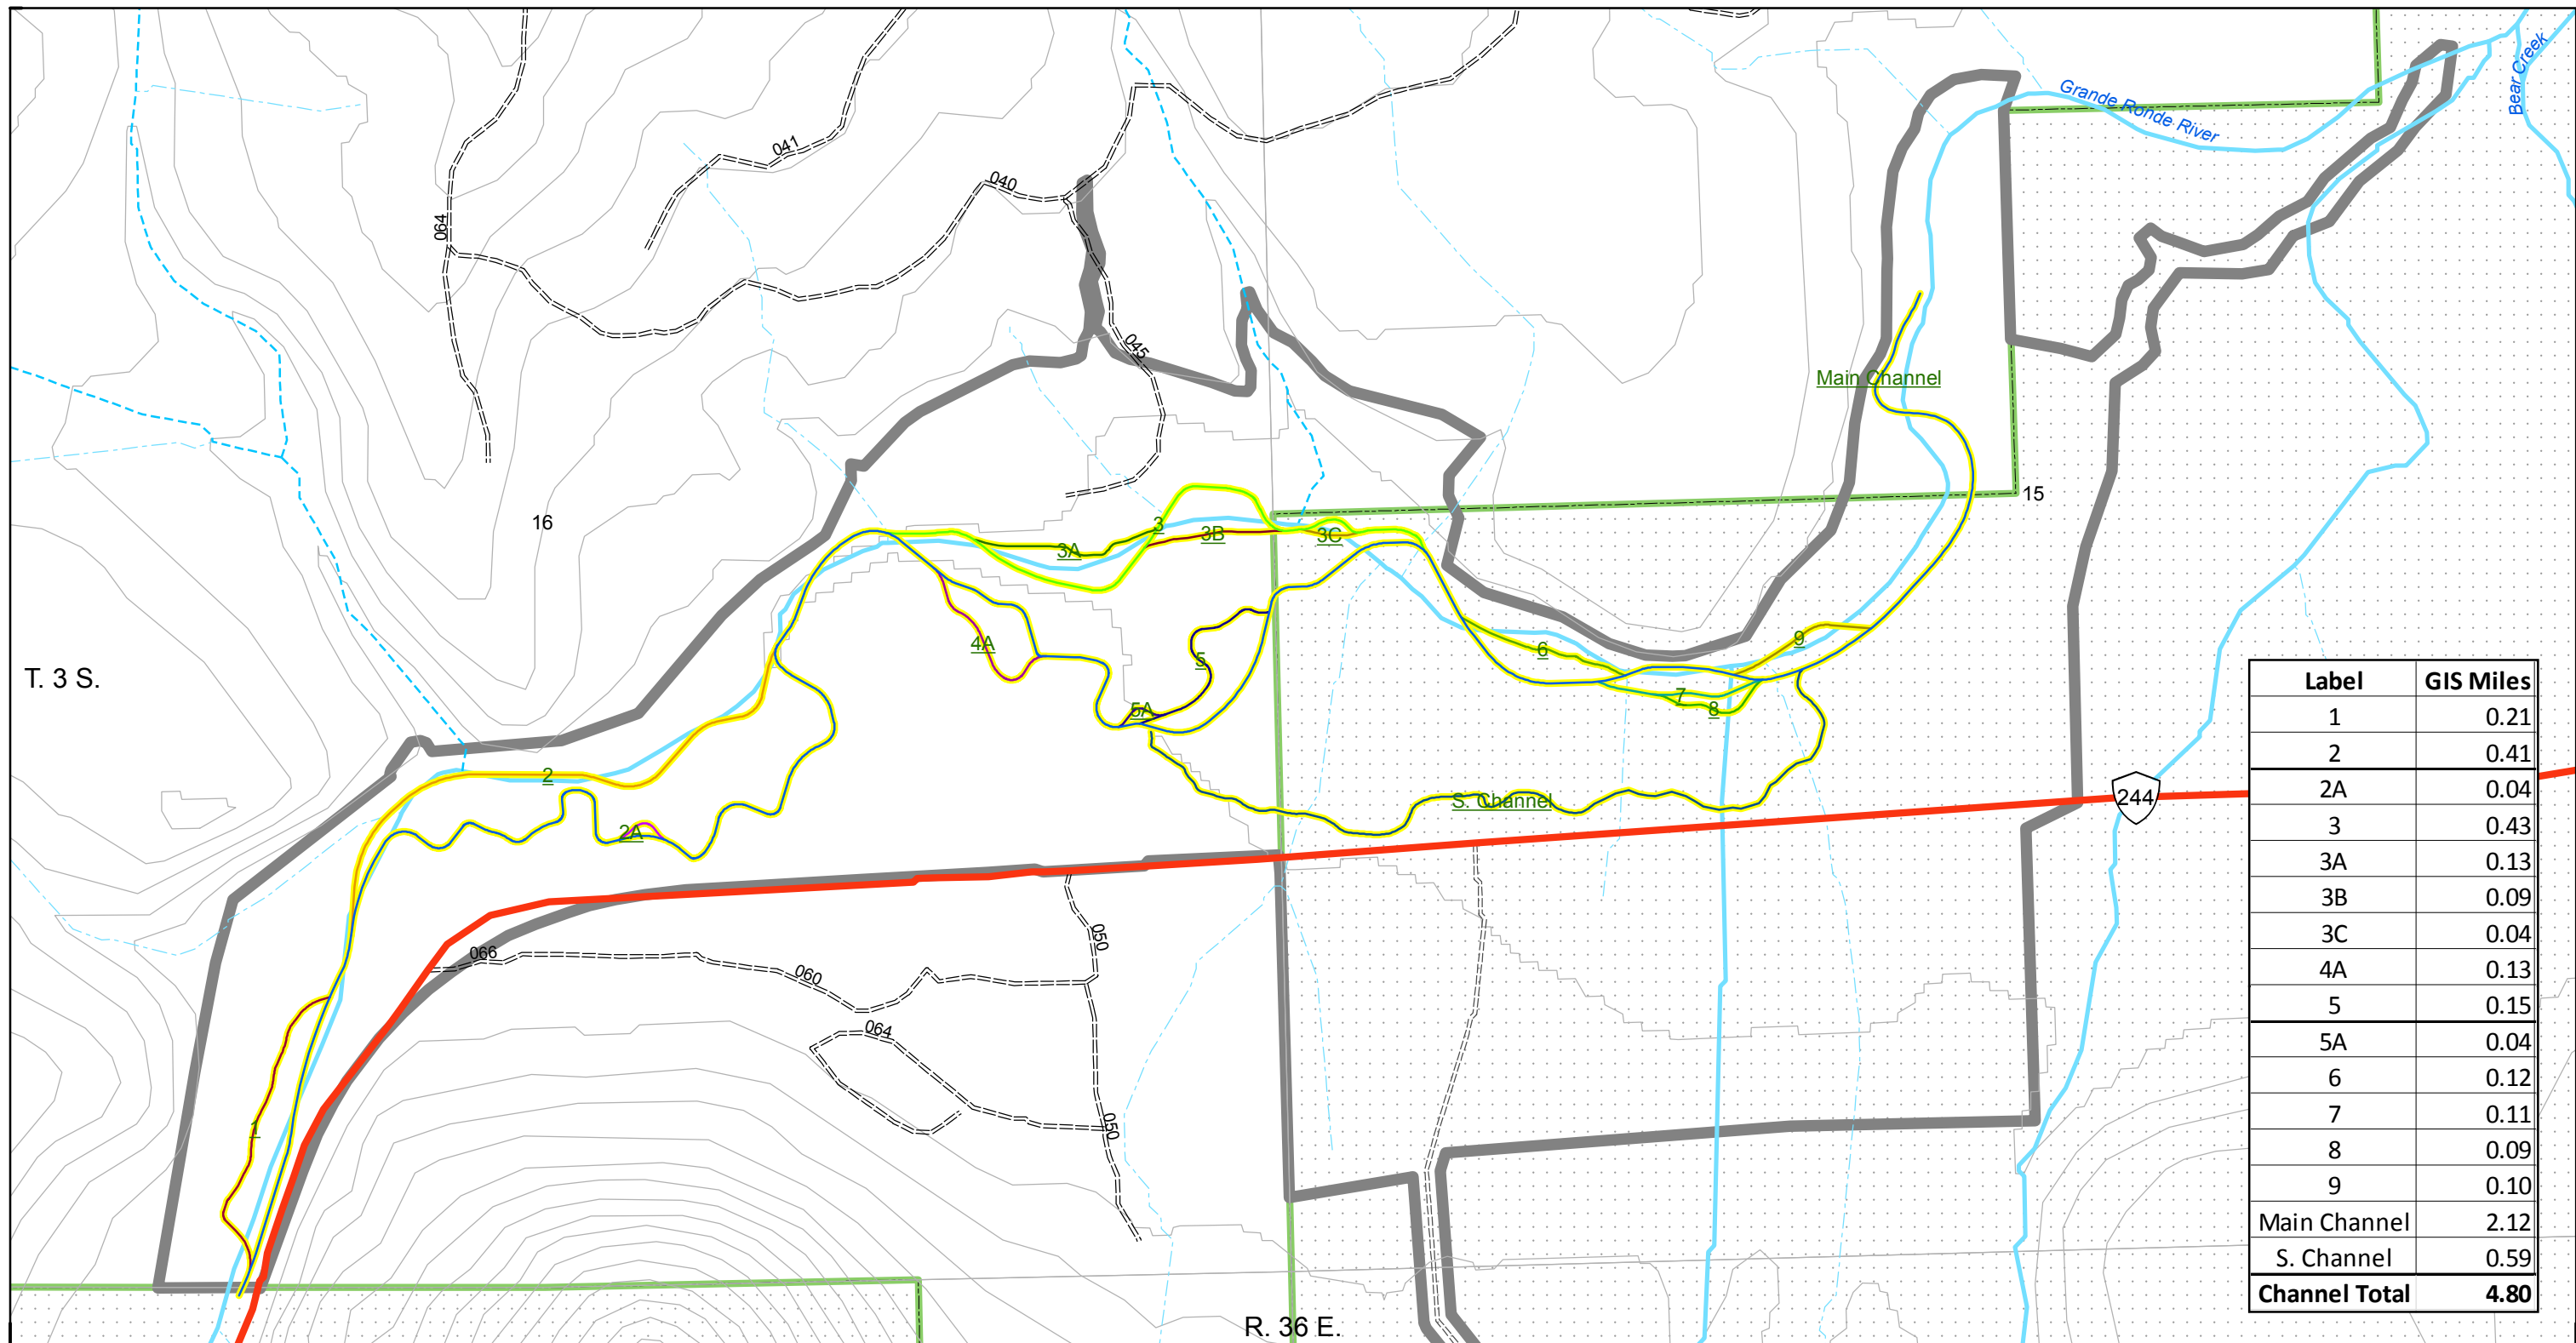 Grande Ronde River
Bear Creek
041
040
064
045
Main Channel
16
15
3
3A
3B
3C
4A
5
5A
6
7
8
9
T. 3 S.
2
2A
S. Channel
244
066
060
050
064
050
1
R. 36 E.
Label GIS Miles
1 0.21
2 0.41
2A 0.04
3 0.43
3A 0.13
3B 0.09
3C 0.04
4A 0.13
5 0.15
5A 0.04
6 0.12
7 0.11
8 0.09
9 0.10
Main Channel 2.12
S. Channel 0.59
Channel Total 4.80